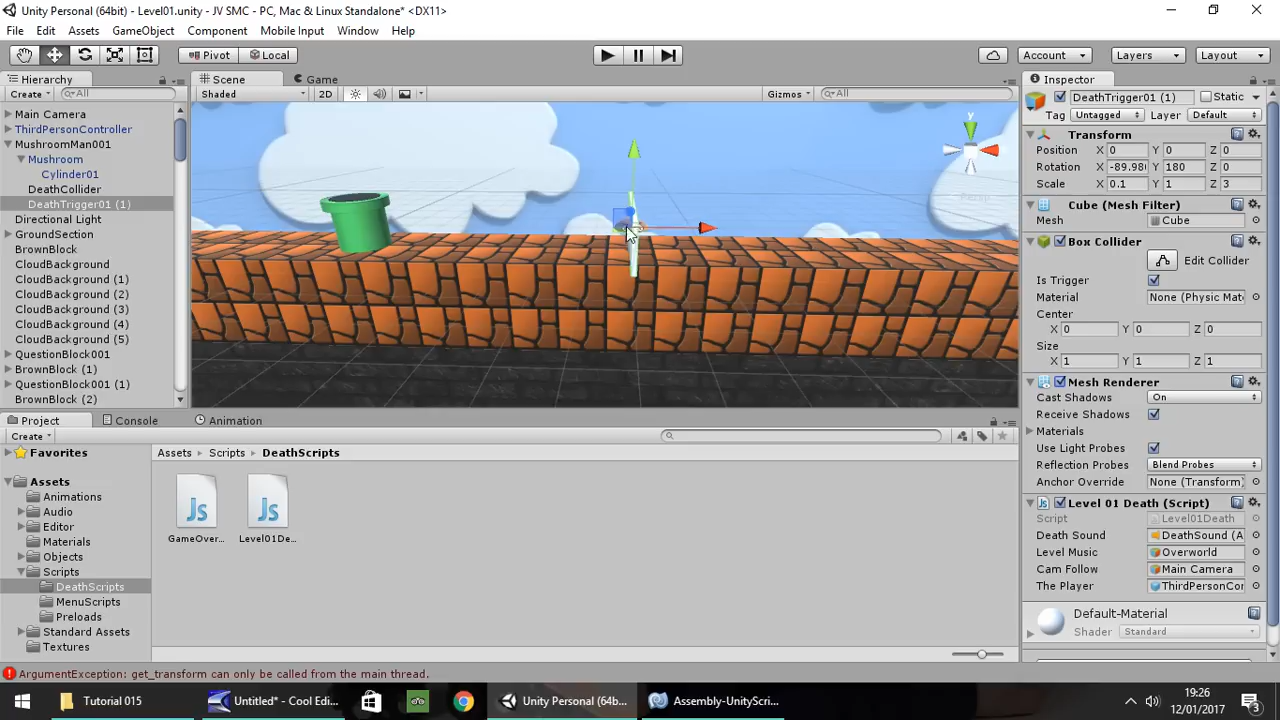 Unity Personal (64bit) - Level01.unity - JV SMC - PC, Mac & Linux Standalone* <DX11>
File Edit Assets GameObject Component Mobile Input Window Help
Pivot Local Account Layers Layout
Hierarchy
Create All
Main Camera
ThirdPersonController
MushroomMan001
Mushroom
Cylinder01
DeathCollider
DeathTrigger01 (1)
Directional Light
GroundSection
BrownBlock
CloudBackground
CloudBackground (1)
CloudBackground (2)
CloudBackground (3)
CloudBackground (4)
CloudBackground (5)
QuestionBlock001
BrownBlock (1)
QuestionBlock001 (1)
BrownBlock (2)
Scene Game
Shaded 2D Gizmos All
y
Inspector
DeathTrigger01 (1) Static
Tag Untagged Layer Default
Transform
Position X 0 Y 0 Z 0
Rotation X -89.980 Y 180 Z 0
Scale X 0.1 Y 1 Z 3
Cube (Mesh Filter)
Mesh Cube
Box Collider
Edit Collider
Is Trigger
Material None (Physic Mate
Center
X 0 Y 0 Z 0
Size
X 1 Y 1 Z 1
Mesh Renderer
Cast Shadows On
Receive Shadows
Materials
Use Light Probes
Reflection Probes Blend Probes
Anchor Override None (Transform)
Level 01 Death (Script)
Script Level01Death
Death Sound DeathSound (A
Level Music Overworld
Cam Follow Main Camera
The Player ThirdPersonCor
Default-Material
Shader Standard
Project Console Animation
Create
Favorites
Assets
Animations
Audio
Editor
Materials
Objects
Scripts
DeathScripts
MenuScripts
Preloads
Standard Assets
Textures
Assets Scripts DeathScripts
Js Js
GameOver... Level01De...
ArgumentException: get_transform can only be called from the main thread.
Tutorial 015 Untitled* - Cool Edi... Unity Personal (64b... Assembly-UnityScri...
19:26
12/01/2017
3